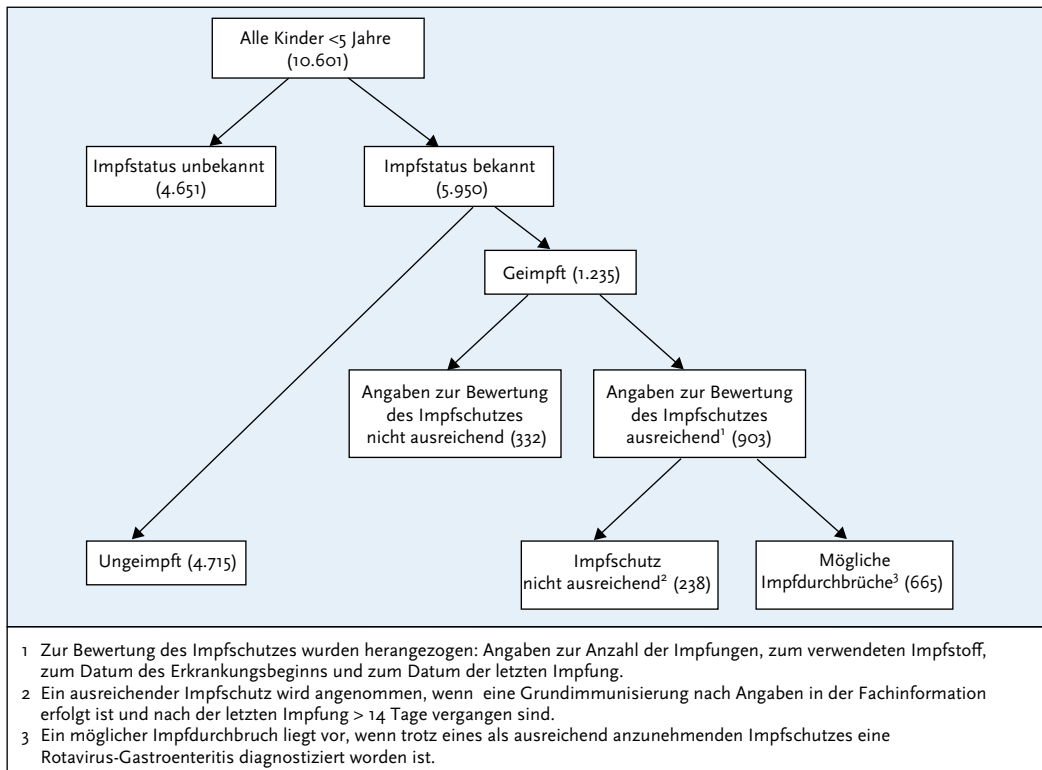 Alle Kinder <5 Jahre
(10.601)
Impfstatus unbekannt
(4.651)
Impfstatus bekannt
(5.950)
Geimpft (1.235)
Angaben zur Bewertung
des Impfschutzes
nicht ausreichend (332)
Angaben zur Bewertung
des Impfschutzes
ausreichend¹ (903)
Ungeimpft (4.715)
Impfschutz
nicht ausreichend² (238)
Mögliche
Impfdurchbrüche³ (665)
1 Zur Bewertung des Impfschutzes wurden herangezogen: Angaben zur Anzahl der Impfungen, zum verwendeten Impfstoff,
zum Datum des Erkrankungsbeginns und zum Datum der letzten Impfung.
2 Ein ausreichender Impfschutz wird angenommen, wenn eine Grundimmunisierung nach Angaben in der Fachinformation
erfolgt ist und nach der letzten Impfung > 14 Tage vergangen sind.
3 Ein möglicher Impfdurchbruch liegt vor, wenn trotz eines als ausreichend anzunehmenden Impfschutzes eine
Rotavirus-Gastroenteritis diagnostiziert worden ist.